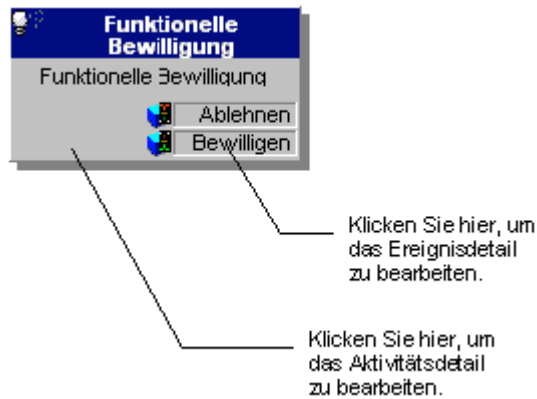 Funktionelle
Bewilligung
Funktionelle Bewilligung
Ablehnen
Bewilligen
Klicken Sie hier, um
das Ereignisdetail
zu bearbeiten.
Klicken Sie hier, um
das Aktivitätsdetail
zu bearbeiten.